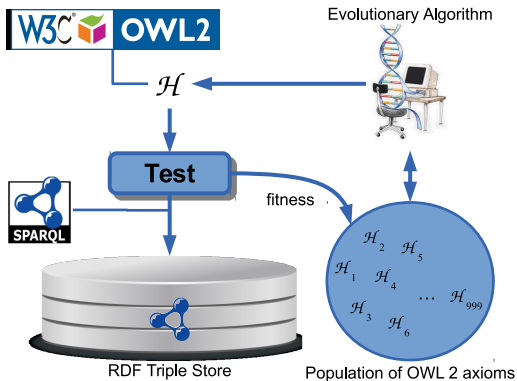 W3C OWL2
Evolutionary Algorithm
ℋ
Test
SPARQL
fitness
ℋ2
ℋ5
ℋ1
ℋ4
... ℋ999
ℋ3
ℋ6
RDF Triple Store
Population of OWL 2 axioms